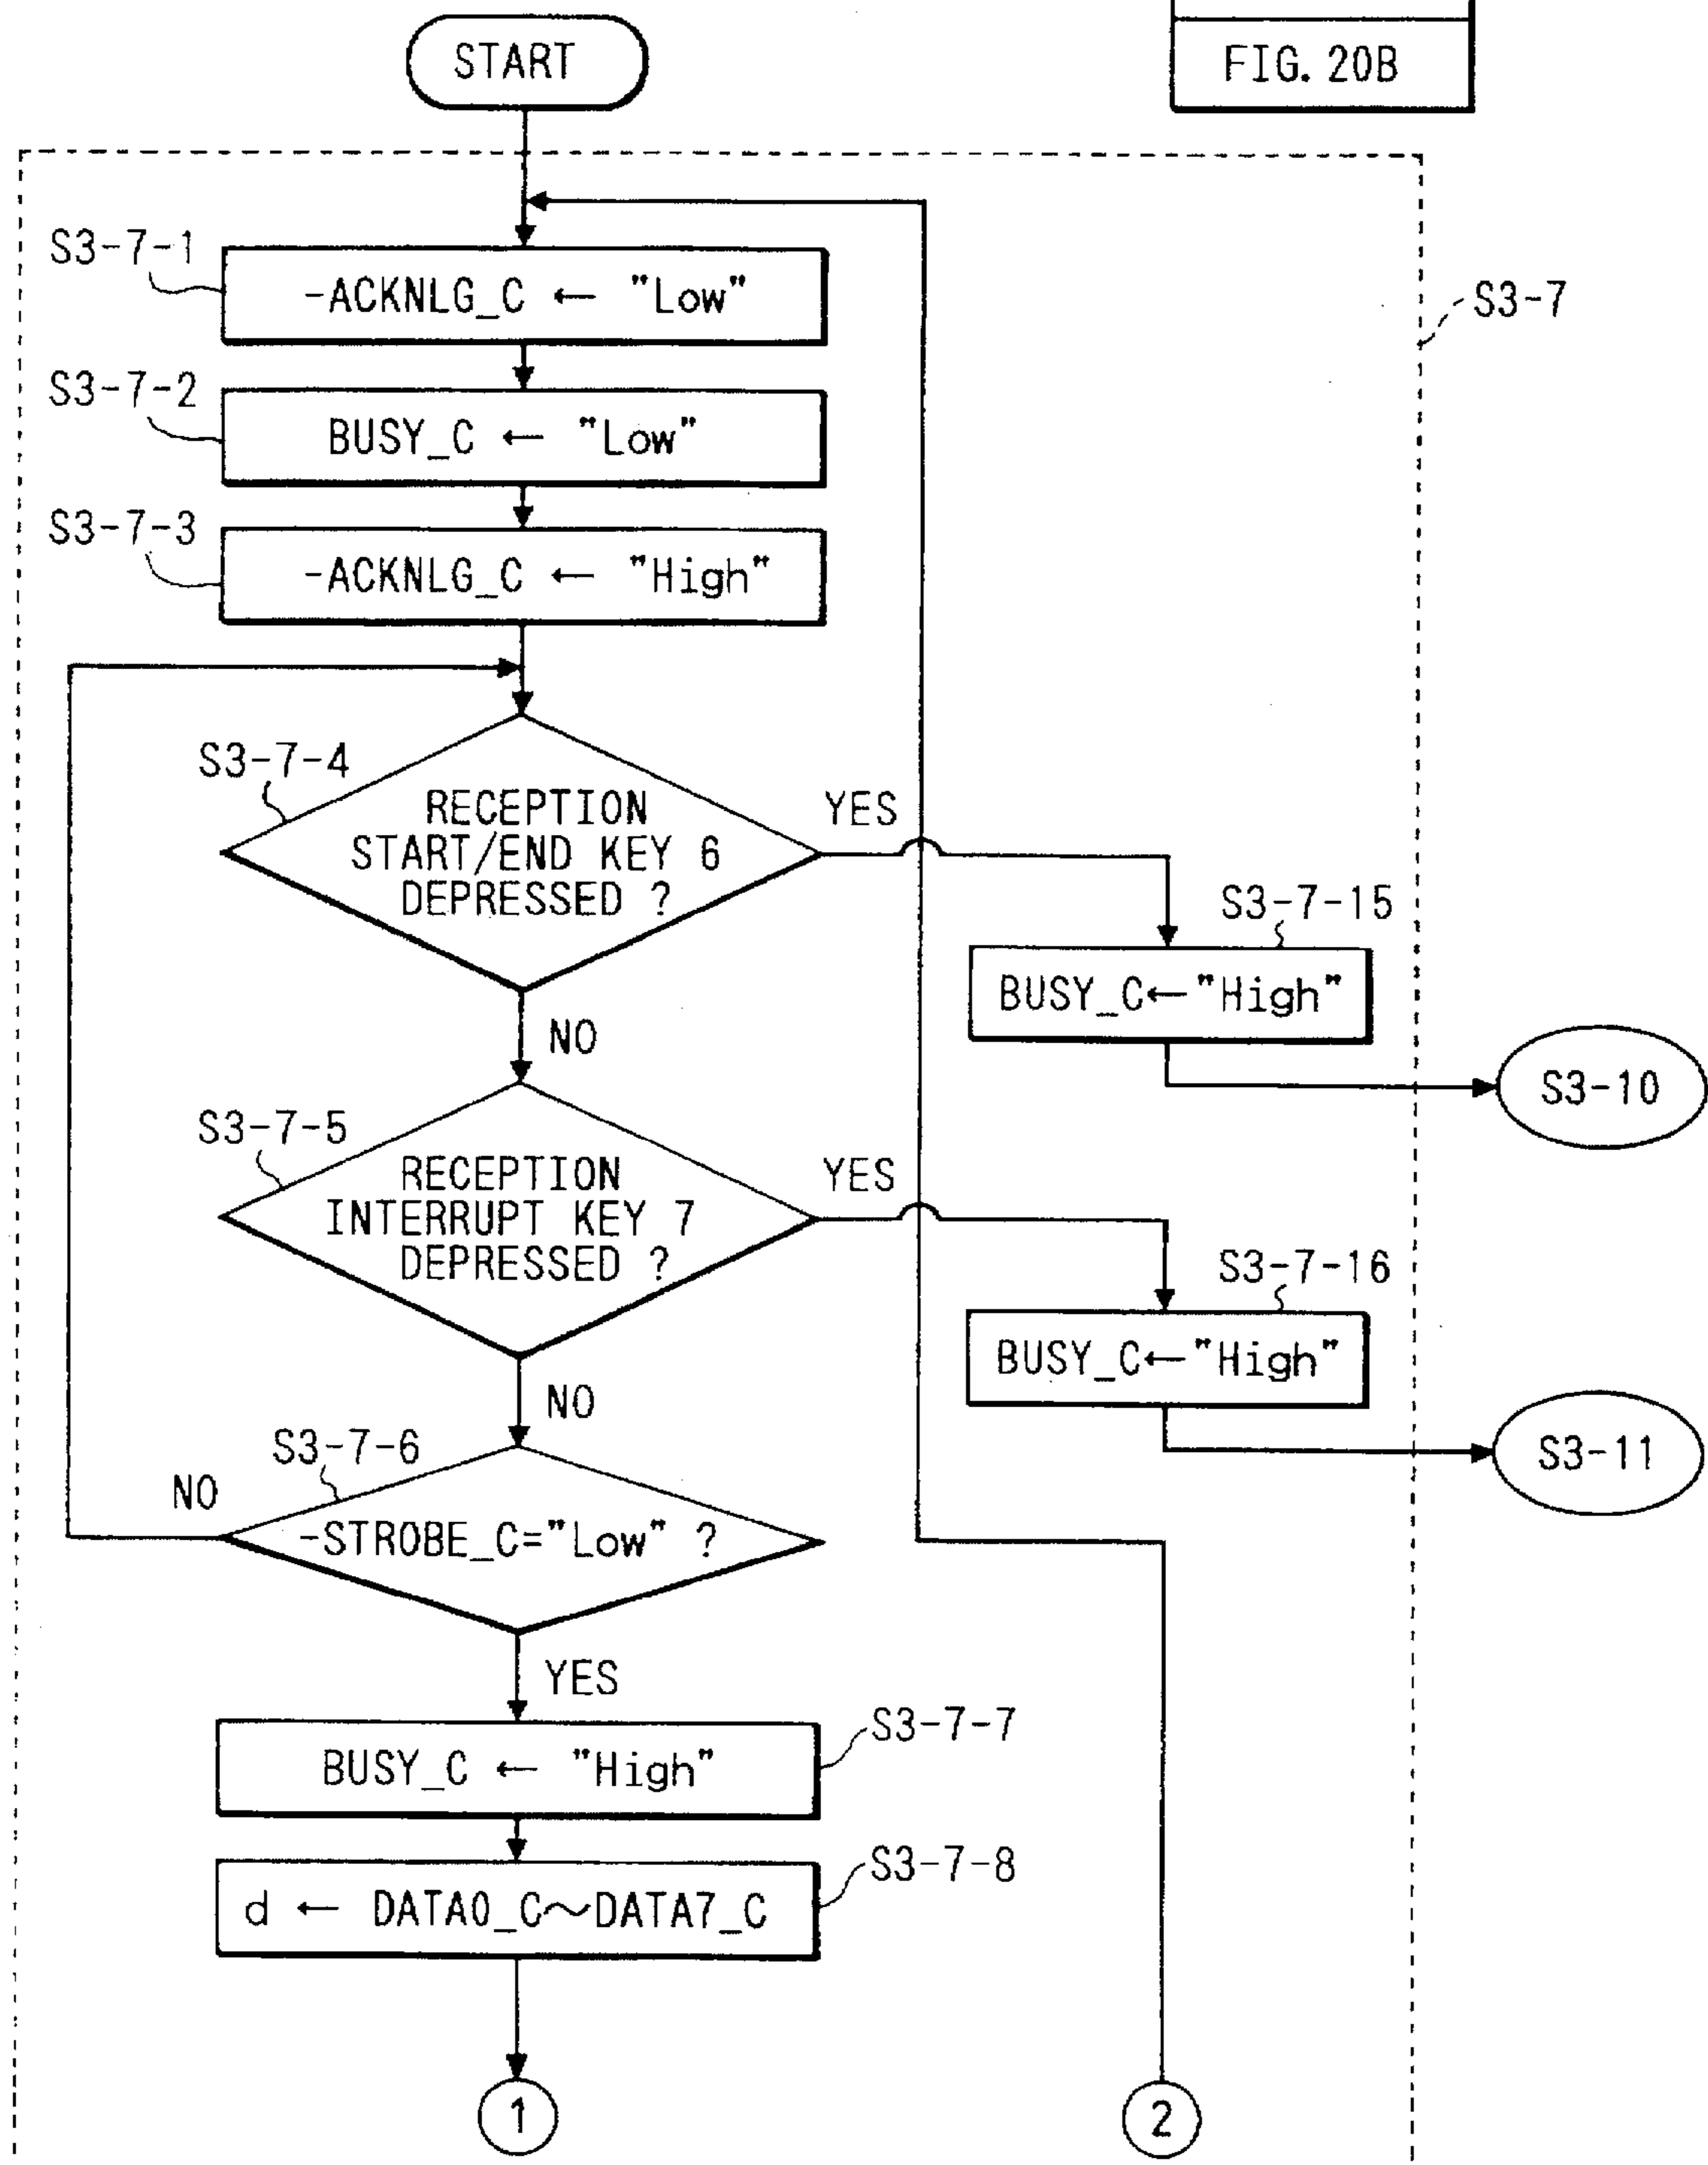 FIG. 20B
START
S3-7
S3-7-1
-ACKNLG_C ← "Low"
S3-7-2
BUSY_C ← "Low"
S3-7-3
-ACKNLG_C ← "High"
S3-7-4
RECEPTION
START/END KEY 6
DEPRESSED ?
YES
NO
S3-7-15
BUSY_C←"High"
S3-10
S3-7-5
RECEPTION
INTERRUPT KEY 7
DEPRESSED ?
YES
NO
S3-7-16
BUSY_C←"High"
S3-11
S3-7-6
-STROBE_C="Low" ?
NO
YES
S3-7-7
BUSY_C ← "High"
S3-7-8
d ← DATA0_C~DATA7_C
1
2